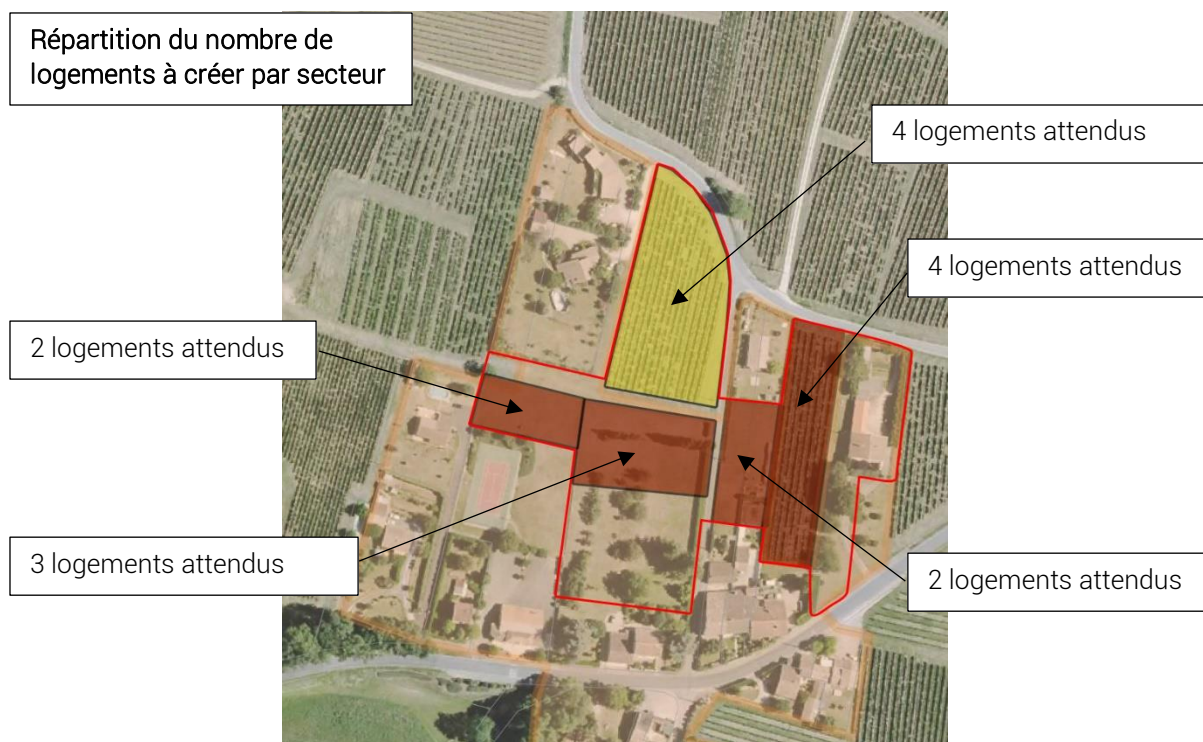 Répartition du nombre de
logements à créer par secteur
4 logements attendus
4 logements attendus
2 logements attendus
3 logements attendus
2 logements attendus